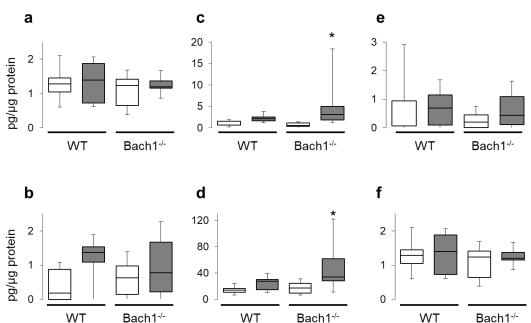 a
c
e
pg/µg protein
2
1
0
20
15
10
5
0
*
3
2
1
0
WT
Bach1-/-
WT
Bach1-/-
WT
Bach1-/-
b
d
f
pg/µg protein
2
1
0
120
80
40
0
*
2
1
0
WT
Bach1-/-
WT
Bach1-/-
WT
Bach1-/-